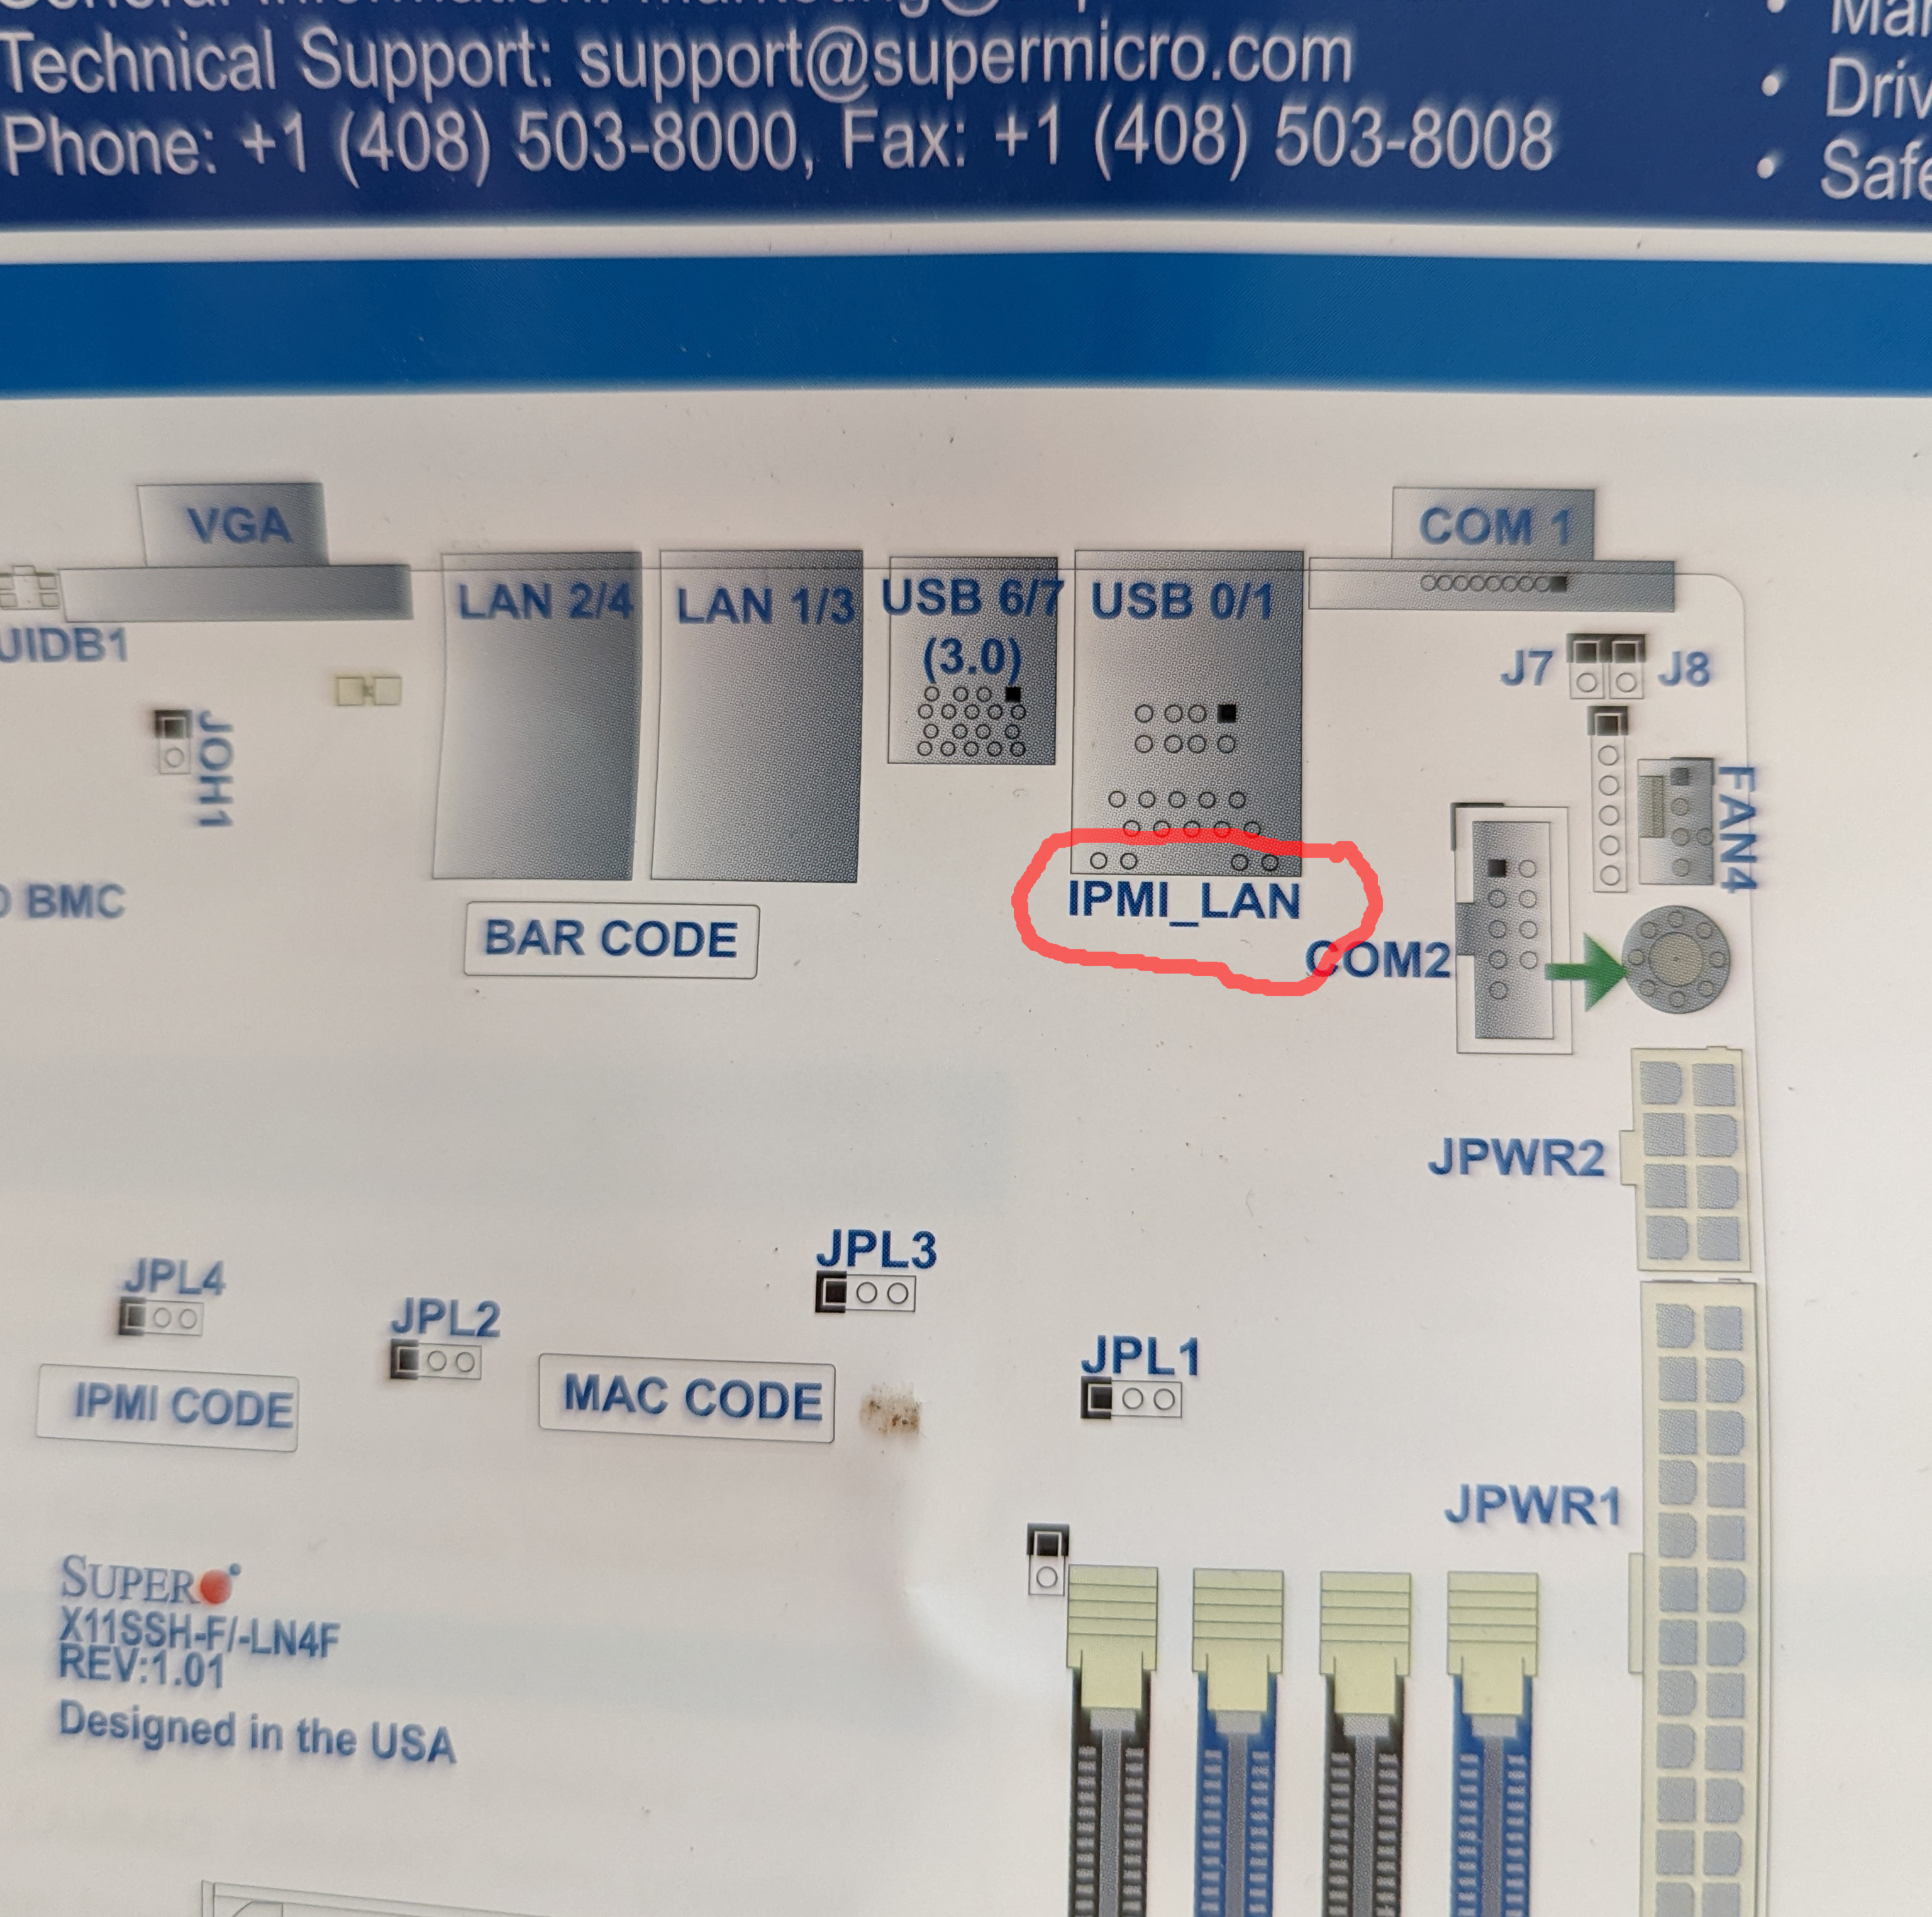 Technical Support: support@supermicro.com
Phone: +1 (408) 503-8000, Fax: +1 (408) 503-8008
•
• Driv
• Safe
VGA
COM 1
LAN 2/4
LAN 1/3
USB 6/7
(3.0)
USB 0/1
UIDB1
J7
J8
JOH1
FAN4
BMC
IPMI_LAN
BAR CODE
COM2
JPWR2
JPL3
JPL4
JPL2
JPL1
IPMI CODE
MAC CODE
JPWR1
SUPER
X11SSH-F/-LN4F
REV:1.01
Designed in the USA